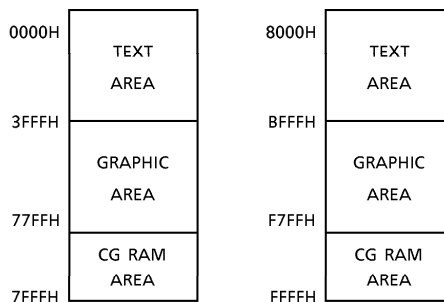 0000H
TEXT
AREA
3FFFH
GRAPHIC
AREA
77FFH
CG RAM
AREA
7FFFH
8000H
TEXT
AREA
BFFFH
GRAPHIC
AREA
F7FFH
CG RAM
AREA
FFFFH